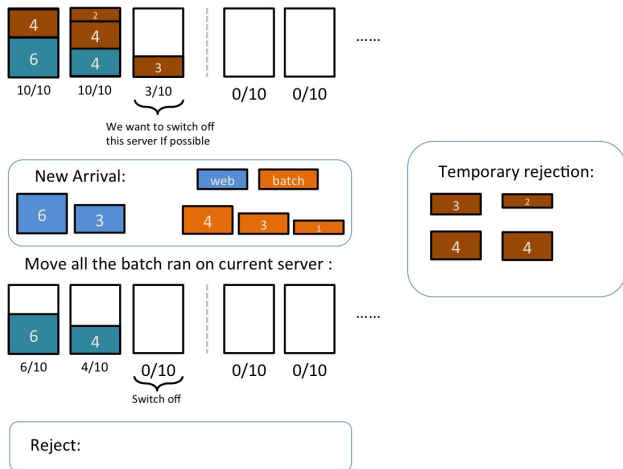 4
6
2
4
4
3
10/10 10/10 3/10 0/10 0/10
......
We want to switch off
this server If possible
New Arrival:
web batch
6 3 4 3 1
Temporary rejection:
3 2
4 4
Move all the batch ran on current server :
6 4
......
6/10 4/10 0/10 0/10 0/10
Switch off
Reject: